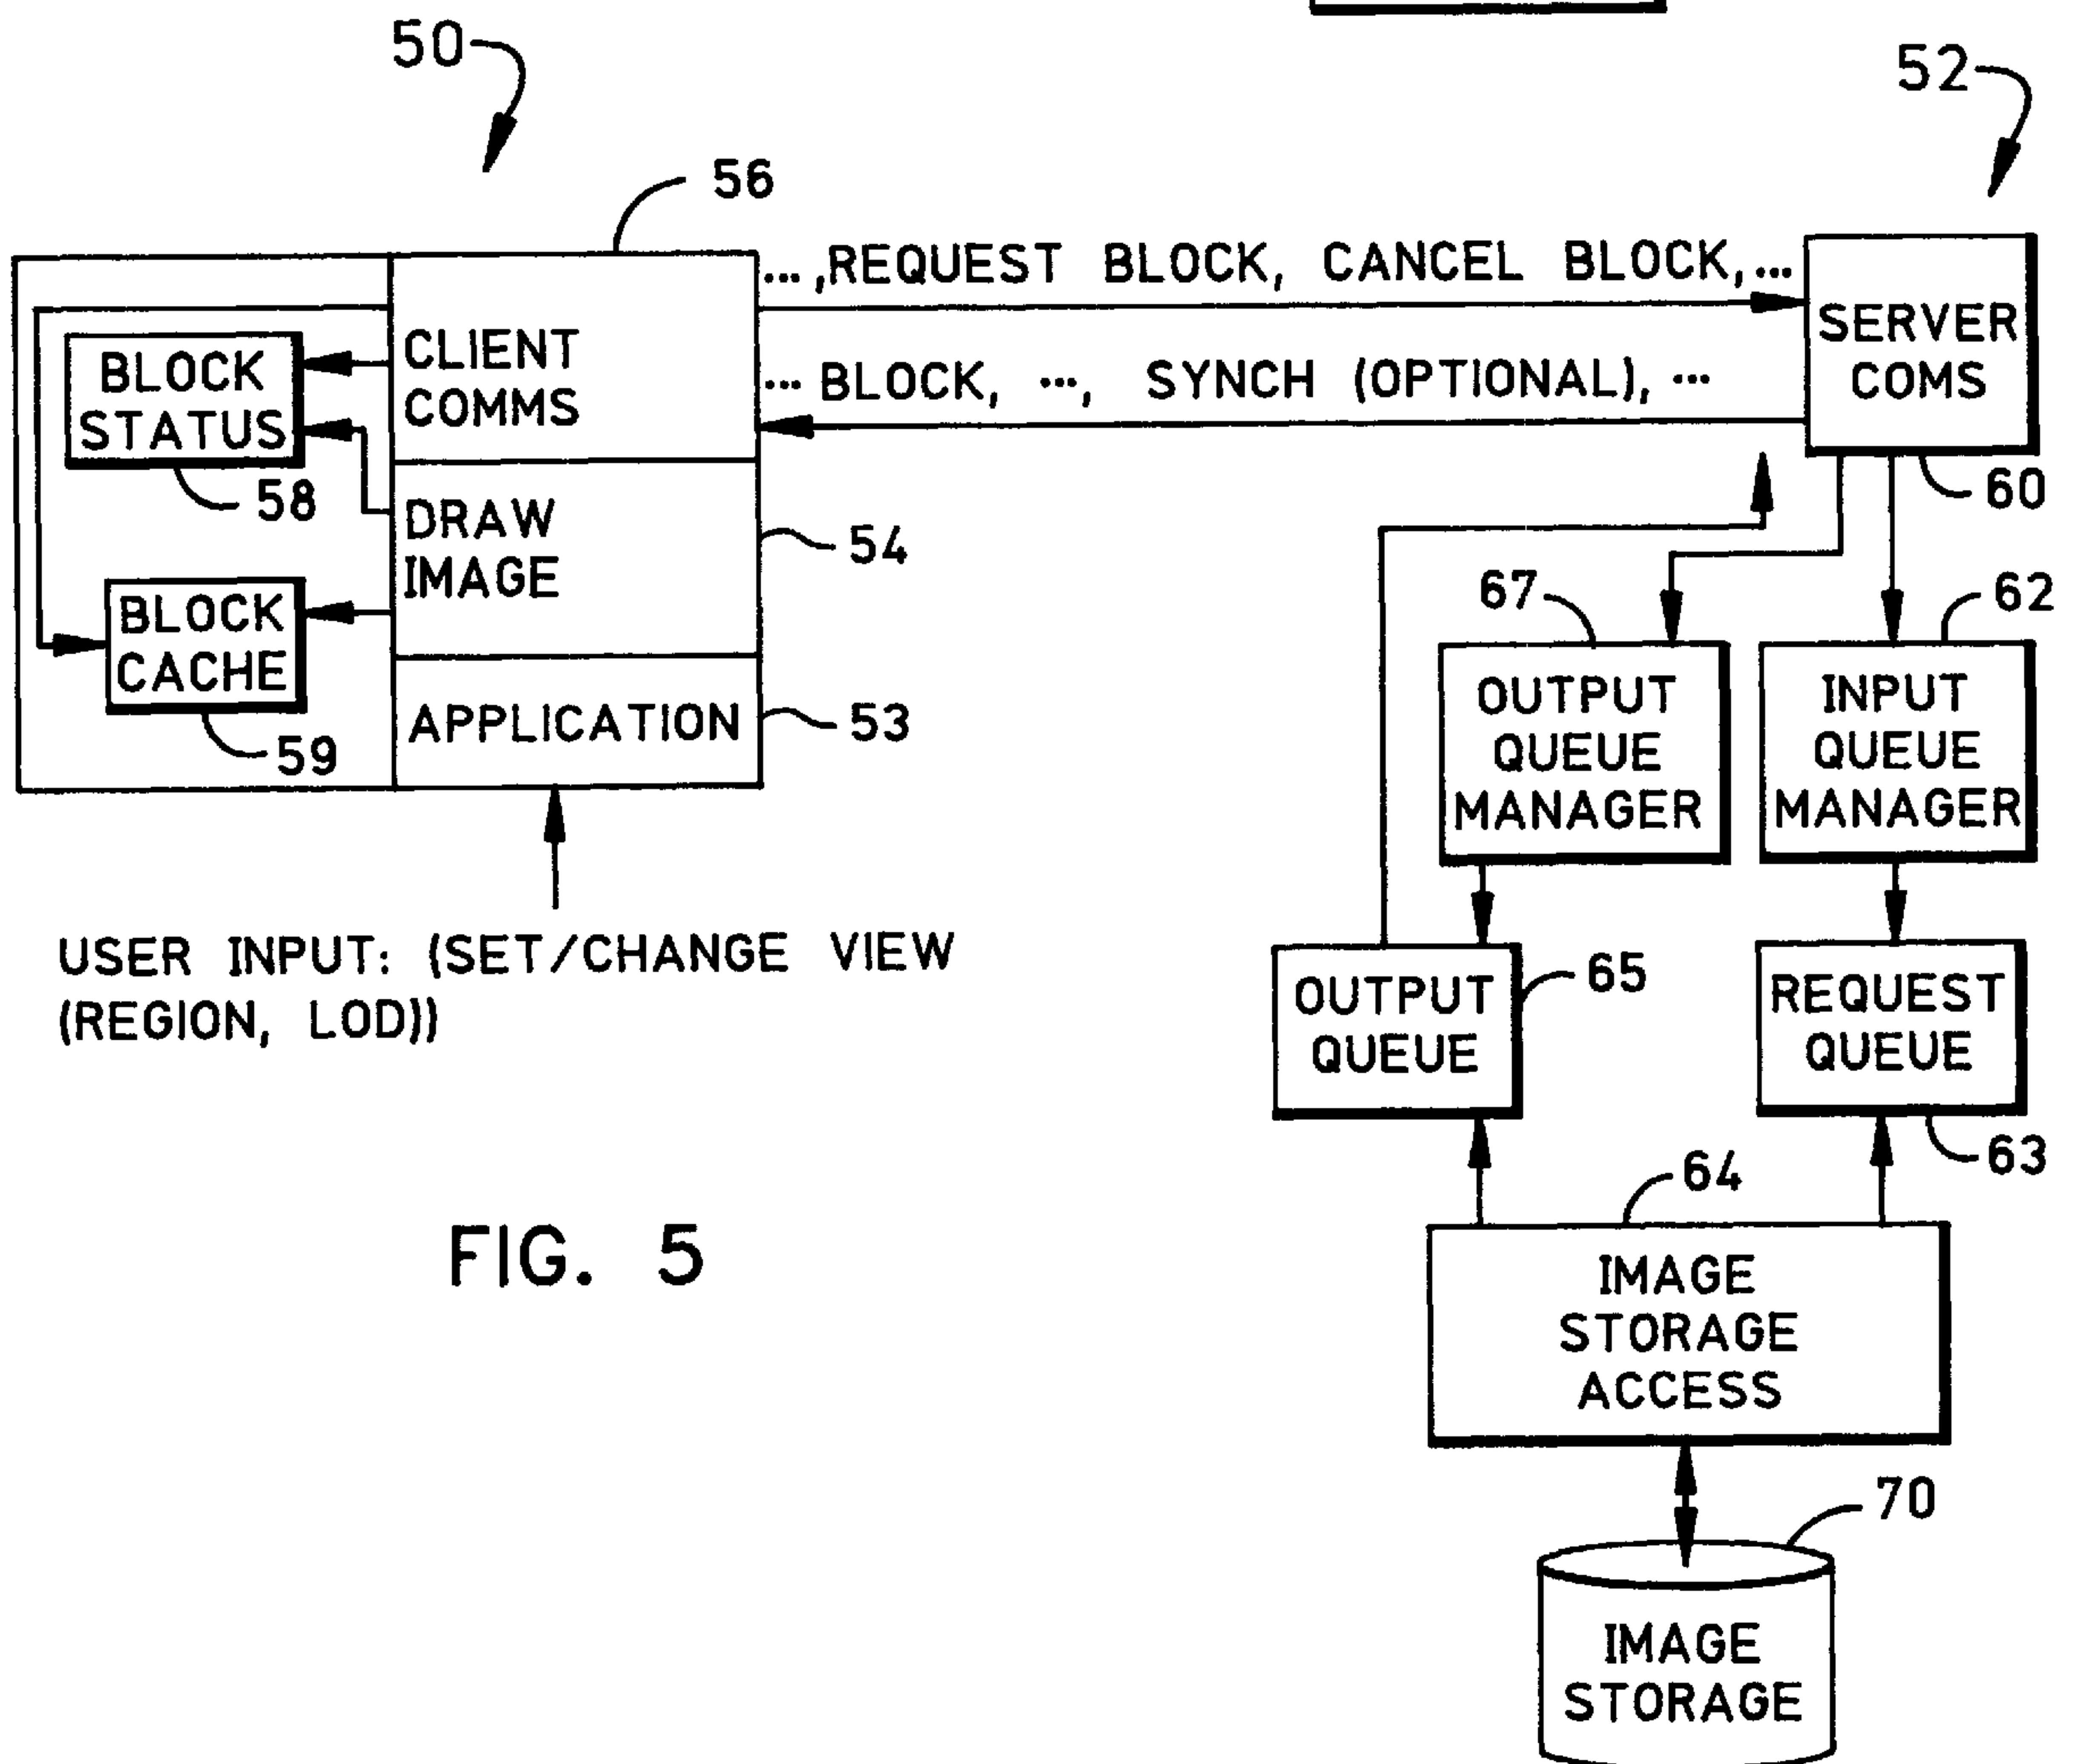 50
52
56
...,REQUEST BLOCK, CANCEL BLOCK,...
CLIENT
COMMS
SERVER
COMS
BLOCK
STATUS
... BLOCK, ..., SYNCH (OPTIONAL), ...
58
60
DRAW
IMAGE
54
67
62
BLOCK
CACHE
59
APPLICATION
53
OUTPUT
QUEUE
MANAGER
INPUT
QUEUE
MANAGER
USER INPUT: (SET/CHANGE VIEW
(REGION, LOD))
OUTPUT
QUEUE
65
REQUEST
QUEUE
63
64
FIG. 5
IMAGE
STORAGE
ACCESS
70
IMAGE
STORAGE